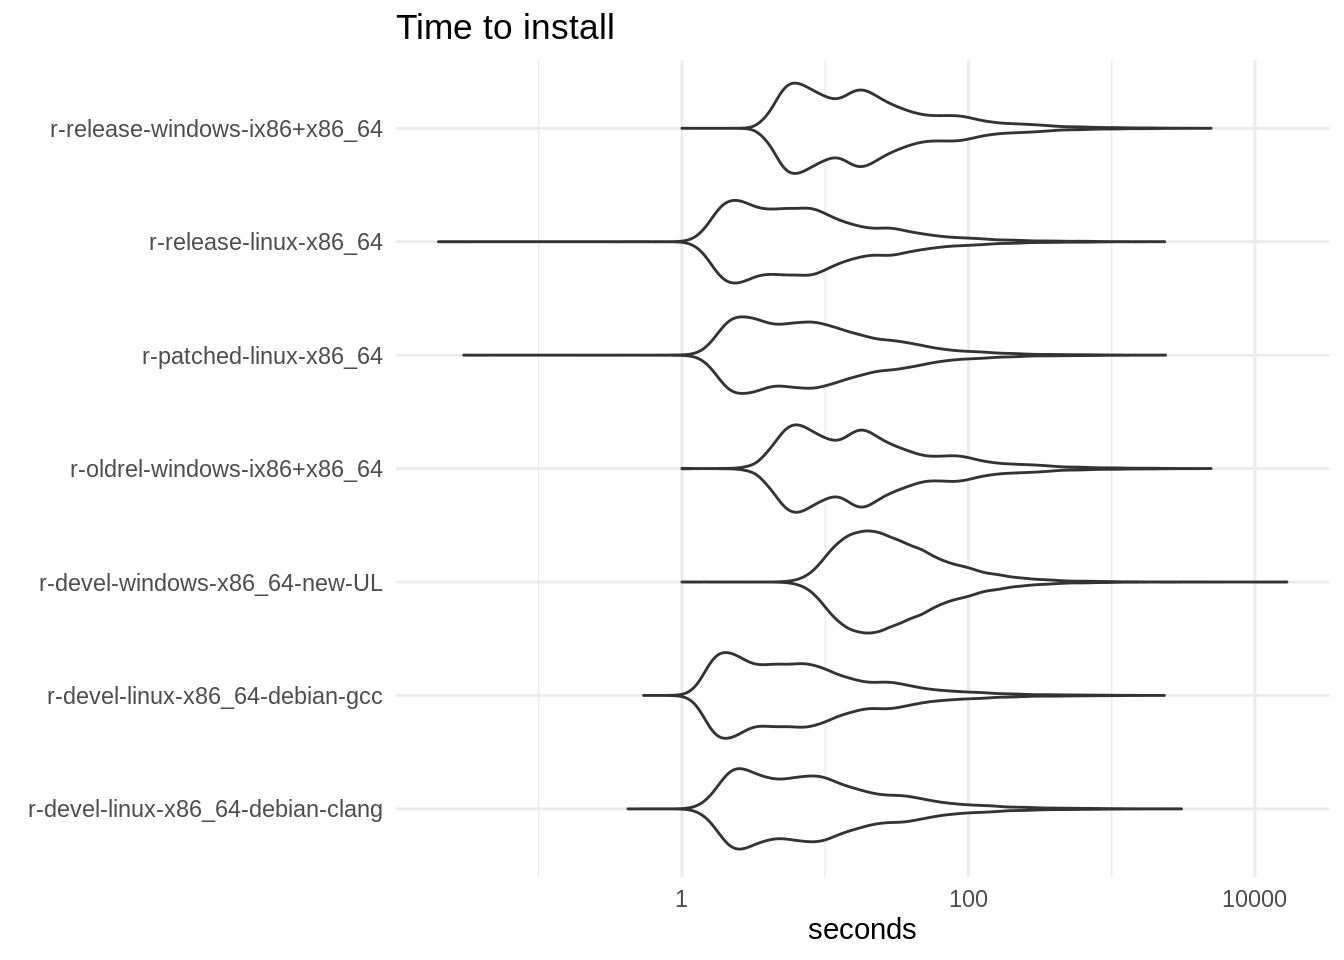 Time to install
r-release-windows-ix86+x86_64
r-release-linux-x86_64
r-patched-linux-x86_64
r-oldrel-windows-ix86+x86_64
r-devel-windows-x86_64-new-UL
r-devel-linux-x86_64-debian-gcc
r-devel-linux-x86_64-debian-clang
1 100 10000
seconds